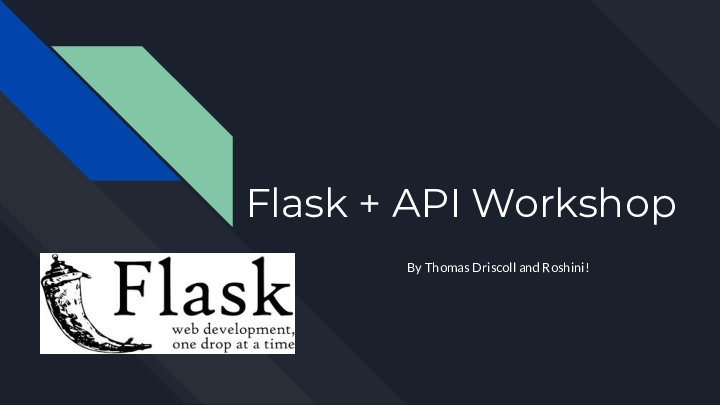 Flask + API Workshop
By Thomas Driscoll and Roshini!
Flask
web development,
one drop at a time